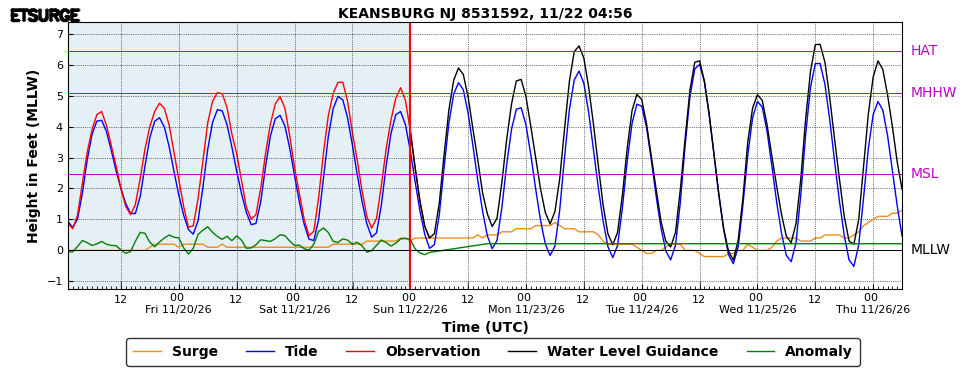 ETSURGE
KEANSBURG NJ 8531592, 11/22 04:56
Height in Feet (MLLW)
7
6
5
4
3
2
1
0
−1
HAT
MHHW
MSL
MLLW
12 00 12 00 12 00 12 00 12 00 12 00 12 00
Fri 11/20/26 Sat 11/21/26 Sun 11/22/26 Mon 11/23/26 Tue 11/24/26 Wed 11/25/26 Thu 11/26/26
Time (UTC)
Surge Tide Observation Water Level Guidance Anomaly